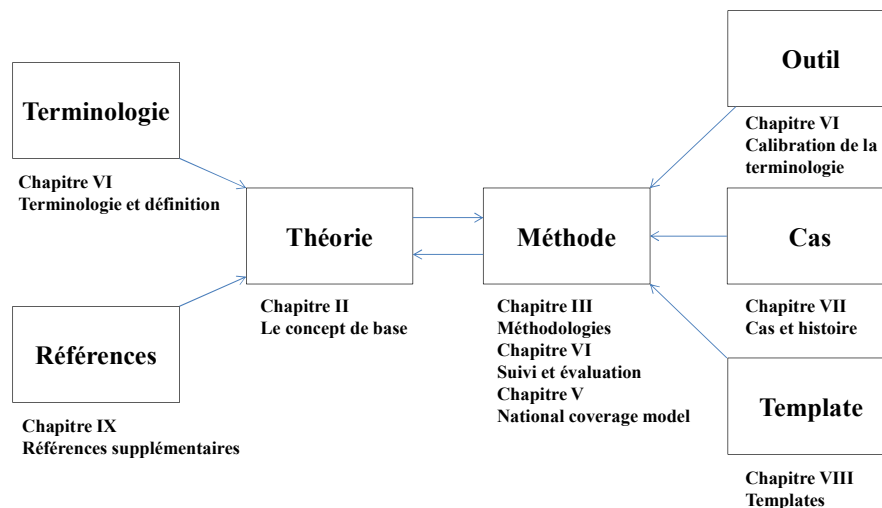 Terminologie
Chapitre VI
Terminologie et définition
Références
Chapitre IX
Références supplémentaires
Théorie
Chapitre II
Le concept de base
Méthode
Chapitre III
Méthodologies
Chapitre VI
Suivi et évaluation
Chapitre V
National coverage model
Outil
Chapitre VI
Calibration de la
terminologie
Cas
Chapitre VII
Cas et histoire
Template
Chapitre VIII
Templates